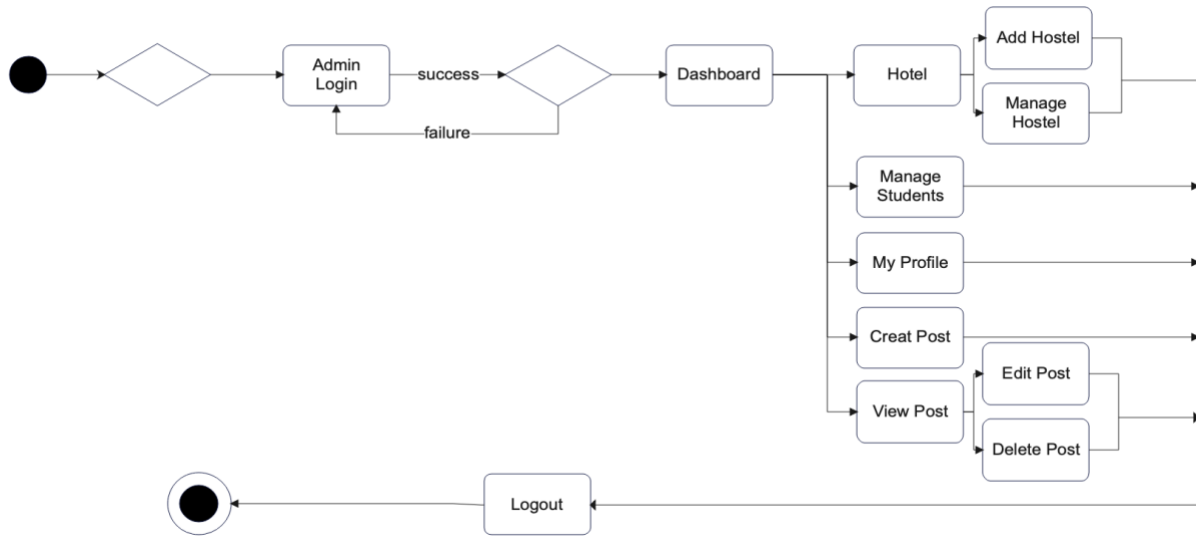 Admin
Login
success
failure
Dashboard
Hotel
Add Hostel
Manage
Hostel
Manage
Students
My Profile
Creat Post
View Post
Edit Post
Delete Post
Logout